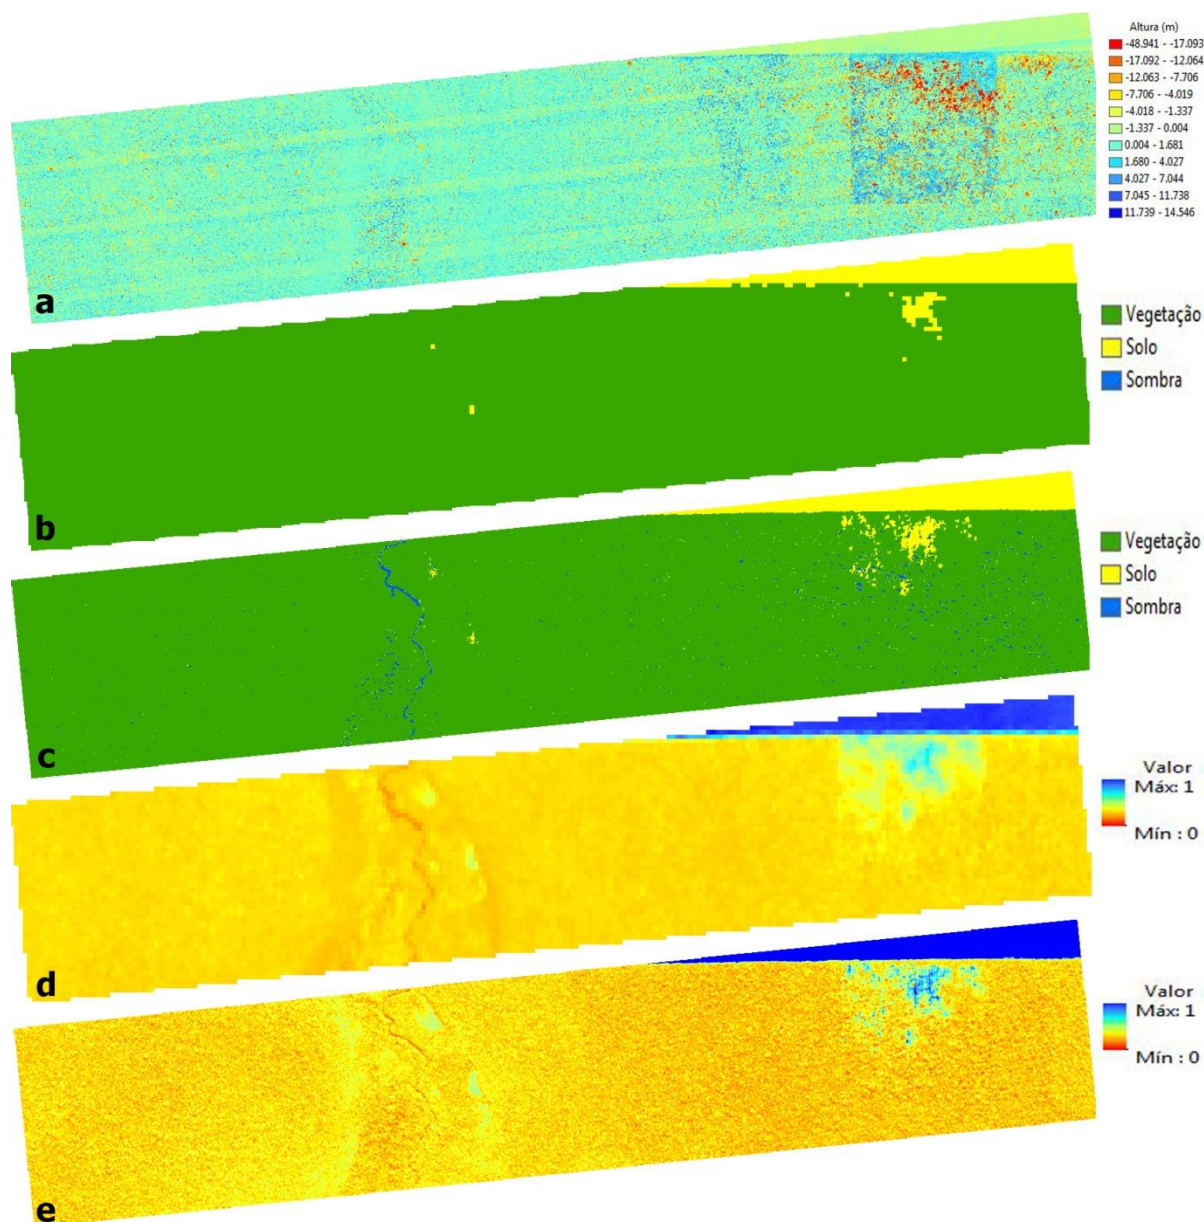 Altura (m)
-48.941 - -17.093
-17.092 - -12.064
-12.063 - -7.706
-7.706 - -4.019
-4.018 - -1.337
-1.337 - 0.004
0.004 - 1.681
1.680 - 4.027
4.027 - 7.044
7.045 - 11.738
11.739 - 14.546
a
Vegetação
Solo
Sombra
b
Vegetação
Solo
Sombra
c
Valor
Máx: 1
Mín : 0
d
Valor
Máx: 1
Mín : 0
e